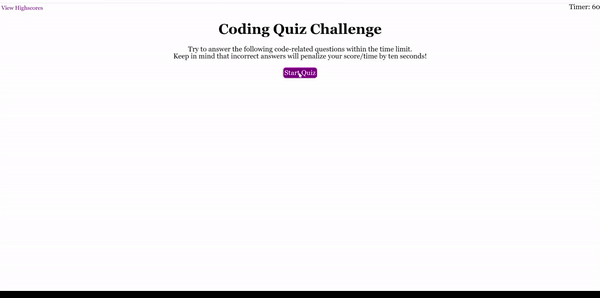 View Highscores
Timer: 60
Coding Quiz Challenge
Try to answer the following code-related questions within the time limit.
Keep in mind that incorrect answers will penalize your score/time by ten seconds!
Start Quiz